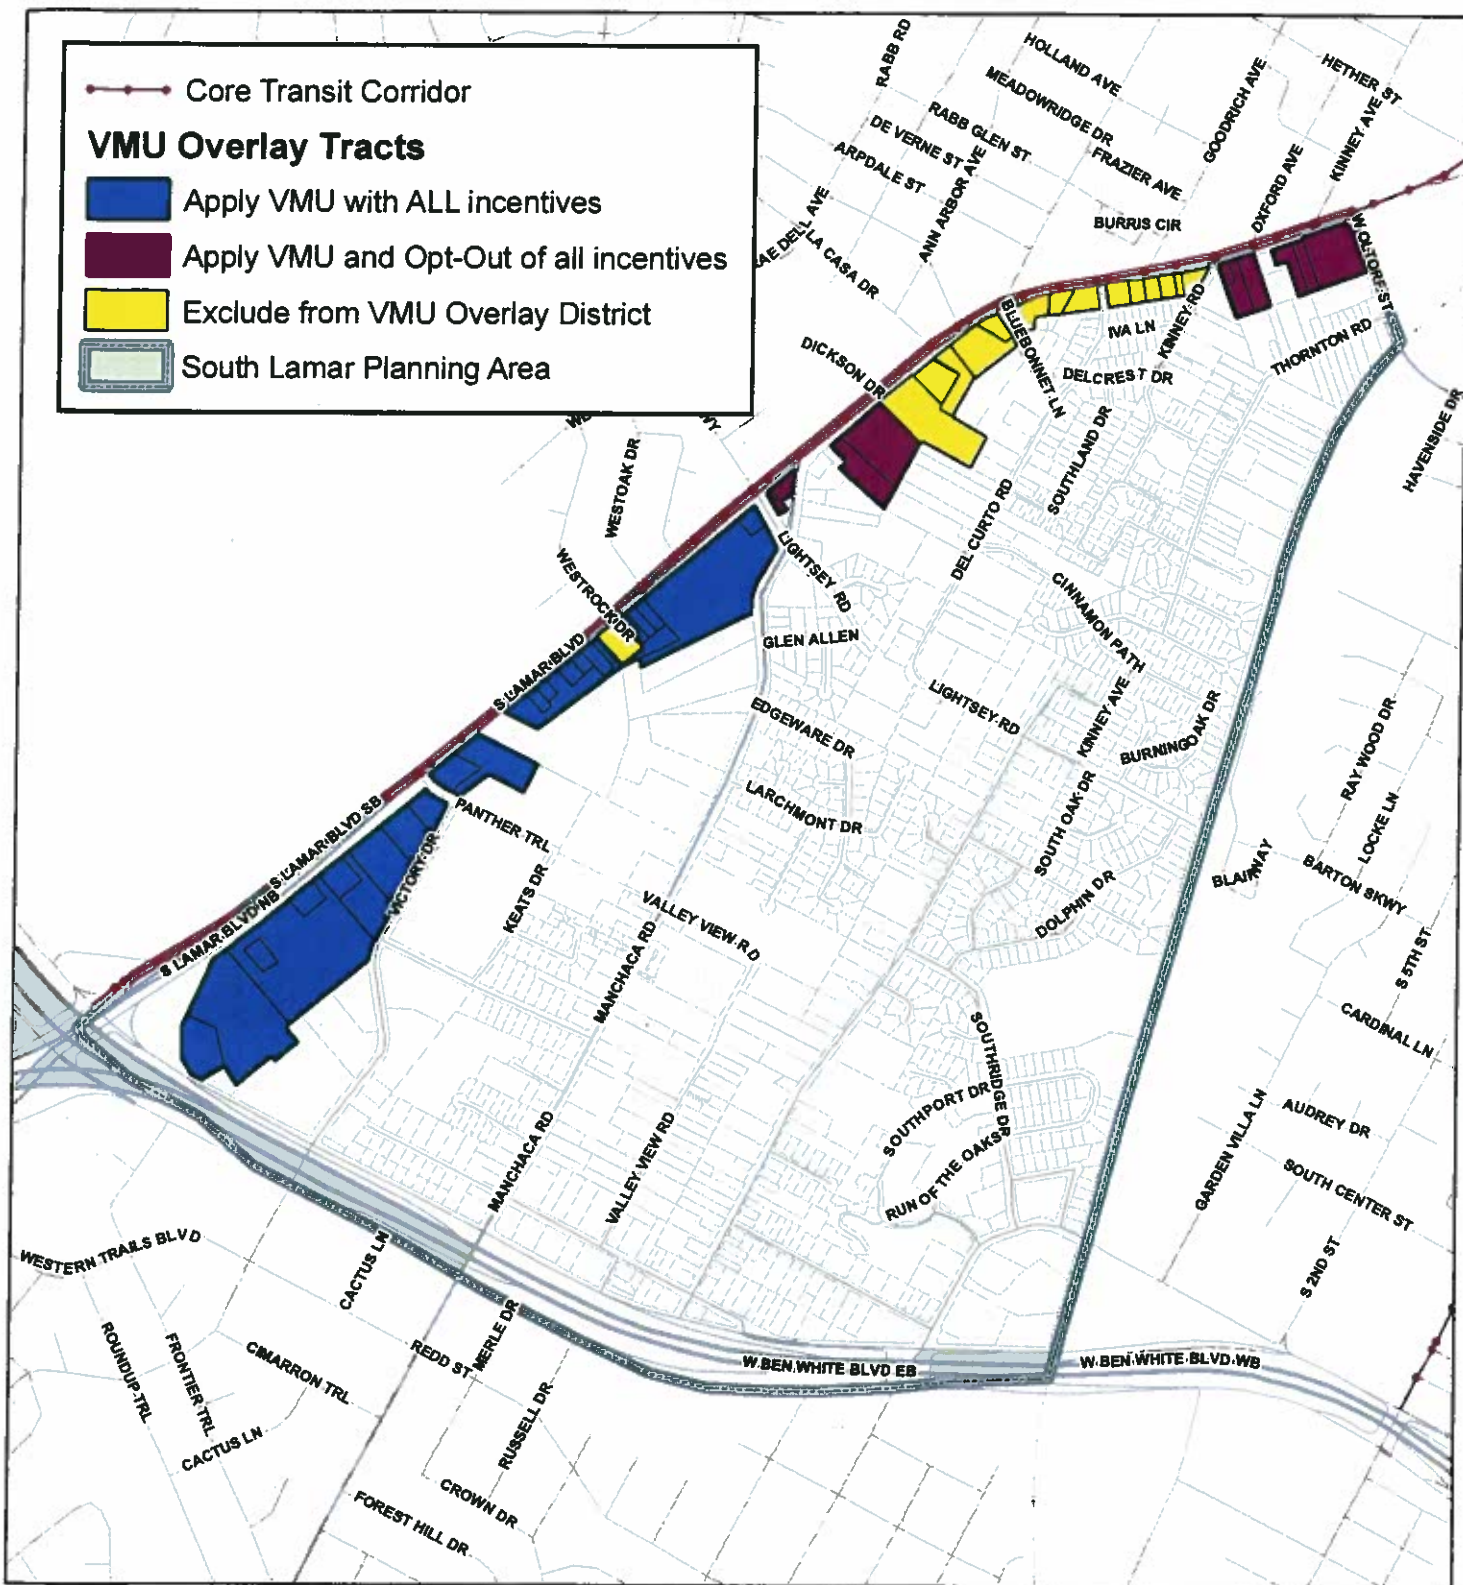 Core Transit Corridor
VMU Overlay Tracts
Apply VMU with ALL incentives
Apply VMU and Opt-Out of all incentives
Exclude from VMU Overlay District
South Lamar Planning Area
RABB RD
HOLLAND AVE
MEADOWRIDGE DR
RABB GLEN ST
DE VERNE ST
ARPDALE ST
FRAZIER AVE
GOODRICH AVE
HETHER ST
KINNEY AVE
OXFORD AVE
ANN ARBOR AVE
BURRIS CIR
LA CASA DR
W OLTORF ST
BLUEBONNET LN
IVA LN
KINNEY RD
THORNTON RD
DICKSON DR
DELCREST DR
HAVENSIDE DR
SOUTHLAND DR
WESTOAK DR
DEL CURTO RD
LIGHTSEY RD
WESTROCK DR
CINNAMON PATH
GLEN ALLEN
S LAMAR BLVD
LIGHTSEY RD
KINNEY AVE
BURNINGOAK DR
RAY WOOD DR
EDGEWARE DR
LARCHMONT DR
SOUTH OAK DR
LOCKE LN
PANTHER TRL
S LAMAR BLVD SB
BARTON SKWY
BLAIRWAY
VICTORY DR
KEATS DR
VALLEY VIEW RD
DOLPHIN DR
S LAMAR BLVD NB
S 5TH ST
MANCHACA RD
CARDINAL LN
SOUTHRIDGE DR
SOUTHPORT DR
AUDREY DR
GARDEN VILLA LN
MANCHACA RD
VALLEY VIEW RD
RUN OF THE OAKS
SOUTH CENTER ST
WESTERN TRAILS BLVD
CACTUS LN
S 2ND ST
MERLE DR
REDD ST
W BEN WHITE BLVD EB
W BEN WHITE BLVD WB
ROUNDUP TRL
FRONTIER TRL
CIMARRON TRL
RUSSELL DR
CACTUS LN
CROWN DR
FOREST HILL DR